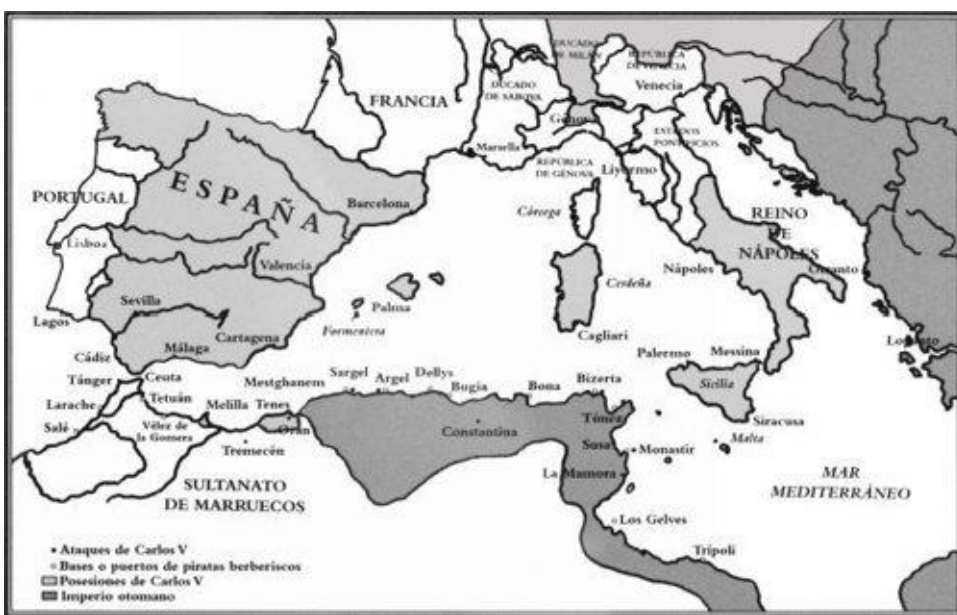 DUCADO
DE MILÁN
REPÚBLICA
DE VENECIA
DUCADO
DE SABOYA
Venecia
FRANCIA
Génova
ESTADOS
PONTIFICIOS
Marsella
REPÚBLICA
DE GÉNOVA
Livormo
PORTUGAL
ESPAÑA
Barcelona
Córcega
REINO
DE
NÁPOLES
Lisboa
Valencia
Nápoles
Otranto
Cerdeña
Sevilla
Palma
Formentera
Lagos
Cartagena
Cagliari
Málaga
Cádiz
Palermo
Messina
Lepanto
Sargel
Dellys
Tánger
Ceuta
Mestghanem
Argel
Bugía
Bona
Bizerta
Sicilia
Larache
Tetuán
Melilla
Tenes
Túnez
Siracusa
Salé
Vélez de
la Gomera
Orán
Constantina
Susa
Monastir
Malta
Tremecén
La Mamora
MAR
MEDITERRÁNEO
SULTANATO
DE MARRUECOS
Los Gelves
Trípoli
Ataques de Carlos V
Bases o puertos de piratas berberiscos
Posesiones de Carlos V
Imperio otomano